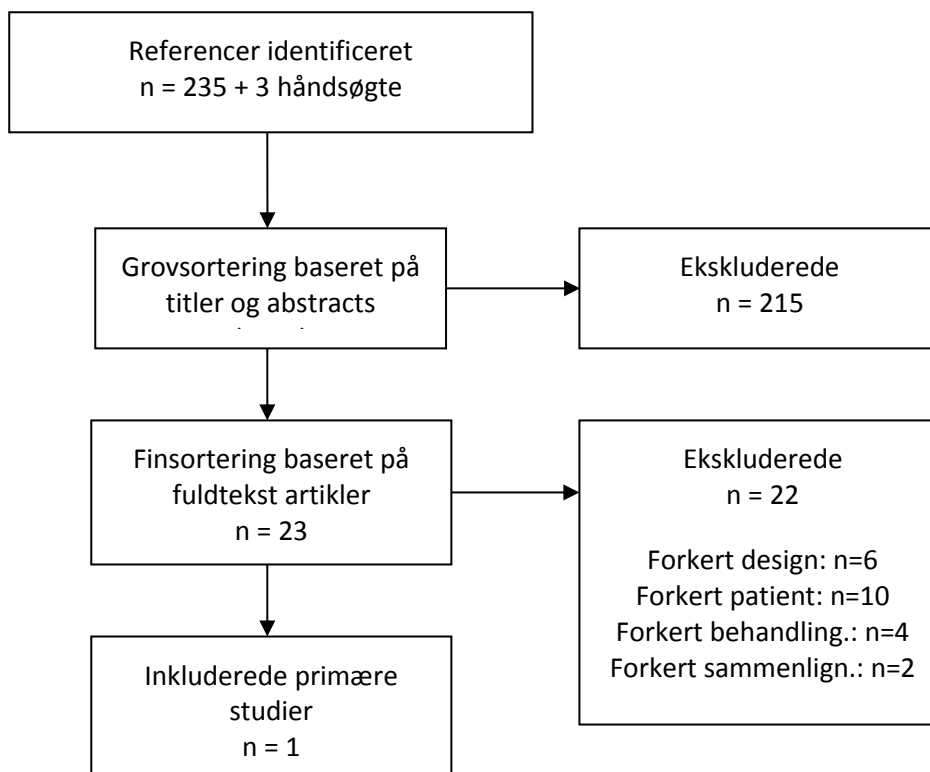 Referencer identificeret
n = 235 + 3 håndsøgte
Grovsortering baseret på
titler og abstracts
Ekskluderede
n = 215
Finsortering baseret på
fuldtekst artikler
n = 23
Ekskluderede
n = 22
Forkert design: n=6
Forkert patient: n=10
Forkert behandling.: n=4
Forkert sammenlign.: n=2
Inkluderede primære
studier
n = 1